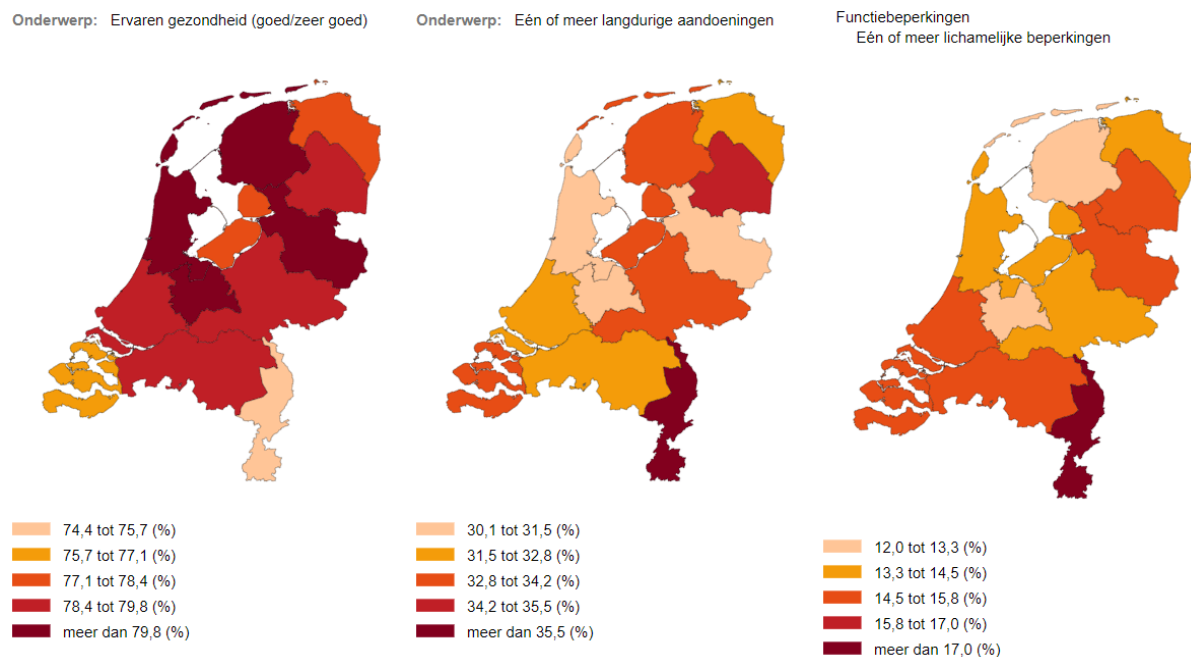 Onderwerp: Ervaren gezondheid (goed/zeer goed)
Onderwerp: Eén of meer langdurige aandoeningen
Functiebeperkingen
Eén of meer lichamelijke beperkingen
74,4 tot 75,7 (%)
75,7 tot 77,1 (%)
77,1 tot 78,4 (%)
78,4 tot 79,8 (%)
meer dan 79,8 (%)
30,1 tot 31,5 (%)
31,5 tot 32,8 (%)
32,8 tot 34,2 (%)
34,2 tot 35,5 (%)
meer dan 35,5 (%)
12,0 tot 13,3 (%)
13,3 tot 14,5 (%)
14,5 tot 15,8 (%)
15,8 tot 17,0 (%)
meer dan 17,0 (%)